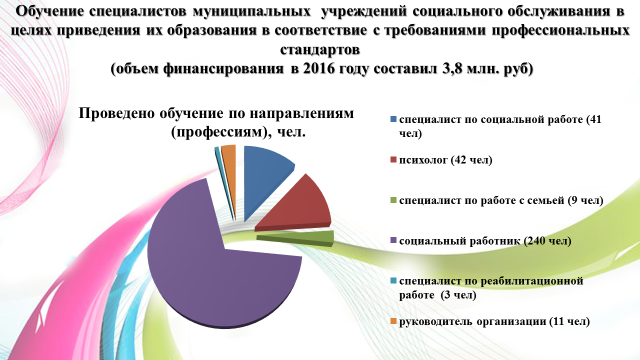 Обучение специалистов муниципальных учреждений социального обслуживания в
целях приведения их образования в соответствие с требованиями профессиональных
стандартов
(объем финансирования в 2016 году составил 3,8 млн. руб)
Проведено обучение по направлениям
(профессиям), чел.
специалист по социальной работе (41
чел)
психолог (42 чел)
специалист по работе с семьей (9 чел)
социальный работник (240 чел)
специалист по реабилитационной
работе (3 чел)
руководитель организации (11 чел)